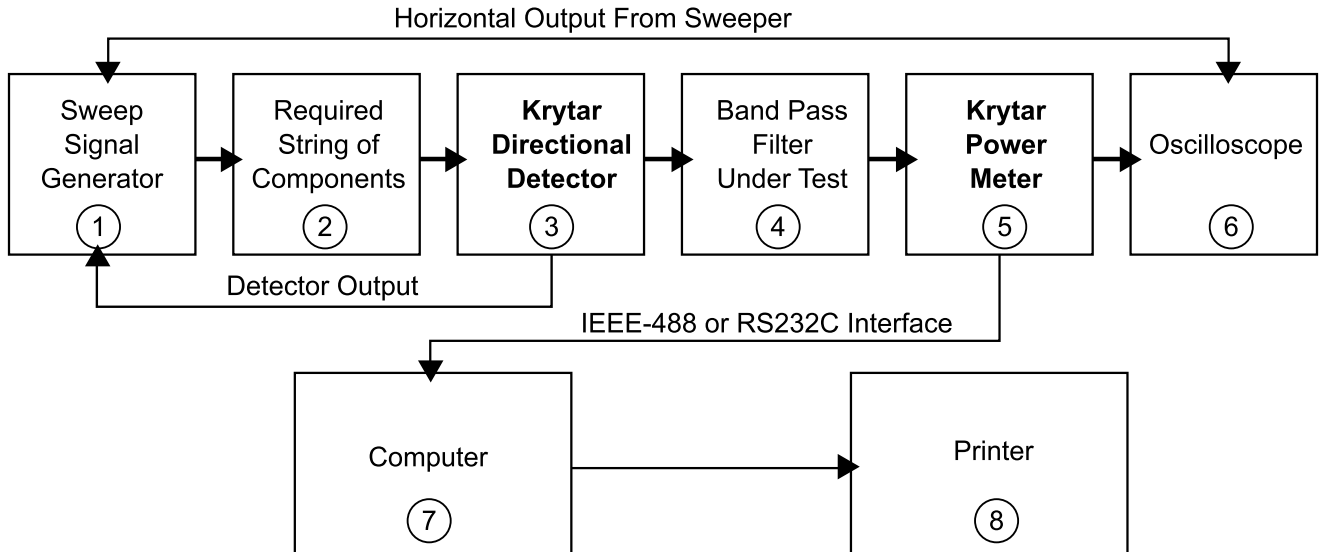 Horizontal Output From Sweeper
Sweep
Signal
Generator
1
Required
String of
Components
2
Krytar
Directional
Detector
3
Band Pass
Filter
Under Test
4
Krytar
Power
Meter
5
Oscilloscope
6
Detector Output
IEEE-488 or RS232C Interface
Computer
7
Printer
8